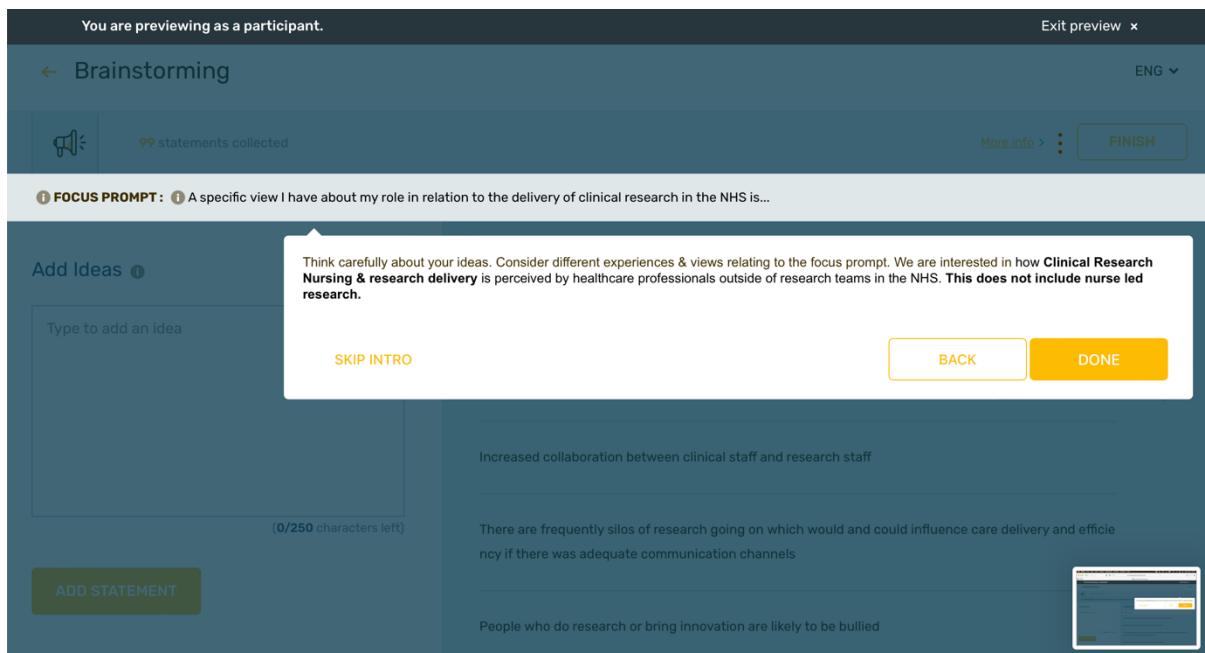 You are previewing as a participant.
Exit preview ×
← Brainstorming
ENG
99 statements collected
More info >
FINISH
FOCUS PROMPT : A specific view I have about my role in relation to the delivery of clinical research in the NHS is...
Add Ideas
Think carefully about your ideas. Consider different experiences & views relating to the focus prompt. We are interested in how Clinical Research
Nursing & research delivery is perceived by healthcare professionals outside of research teams in the NHS. This does not include nurse led
research.
Type to add an idea
SKIP INTRO
BACK
DONE
Increased collaboration between clinical staff and research staff
(0/250 characters left)
There are frequently silos of research going on which would and could influence care delivery and efficie
ncy if there was adequate communication channels
ADD STATEMENT
People who do research or bring innovation are likely to be bullied